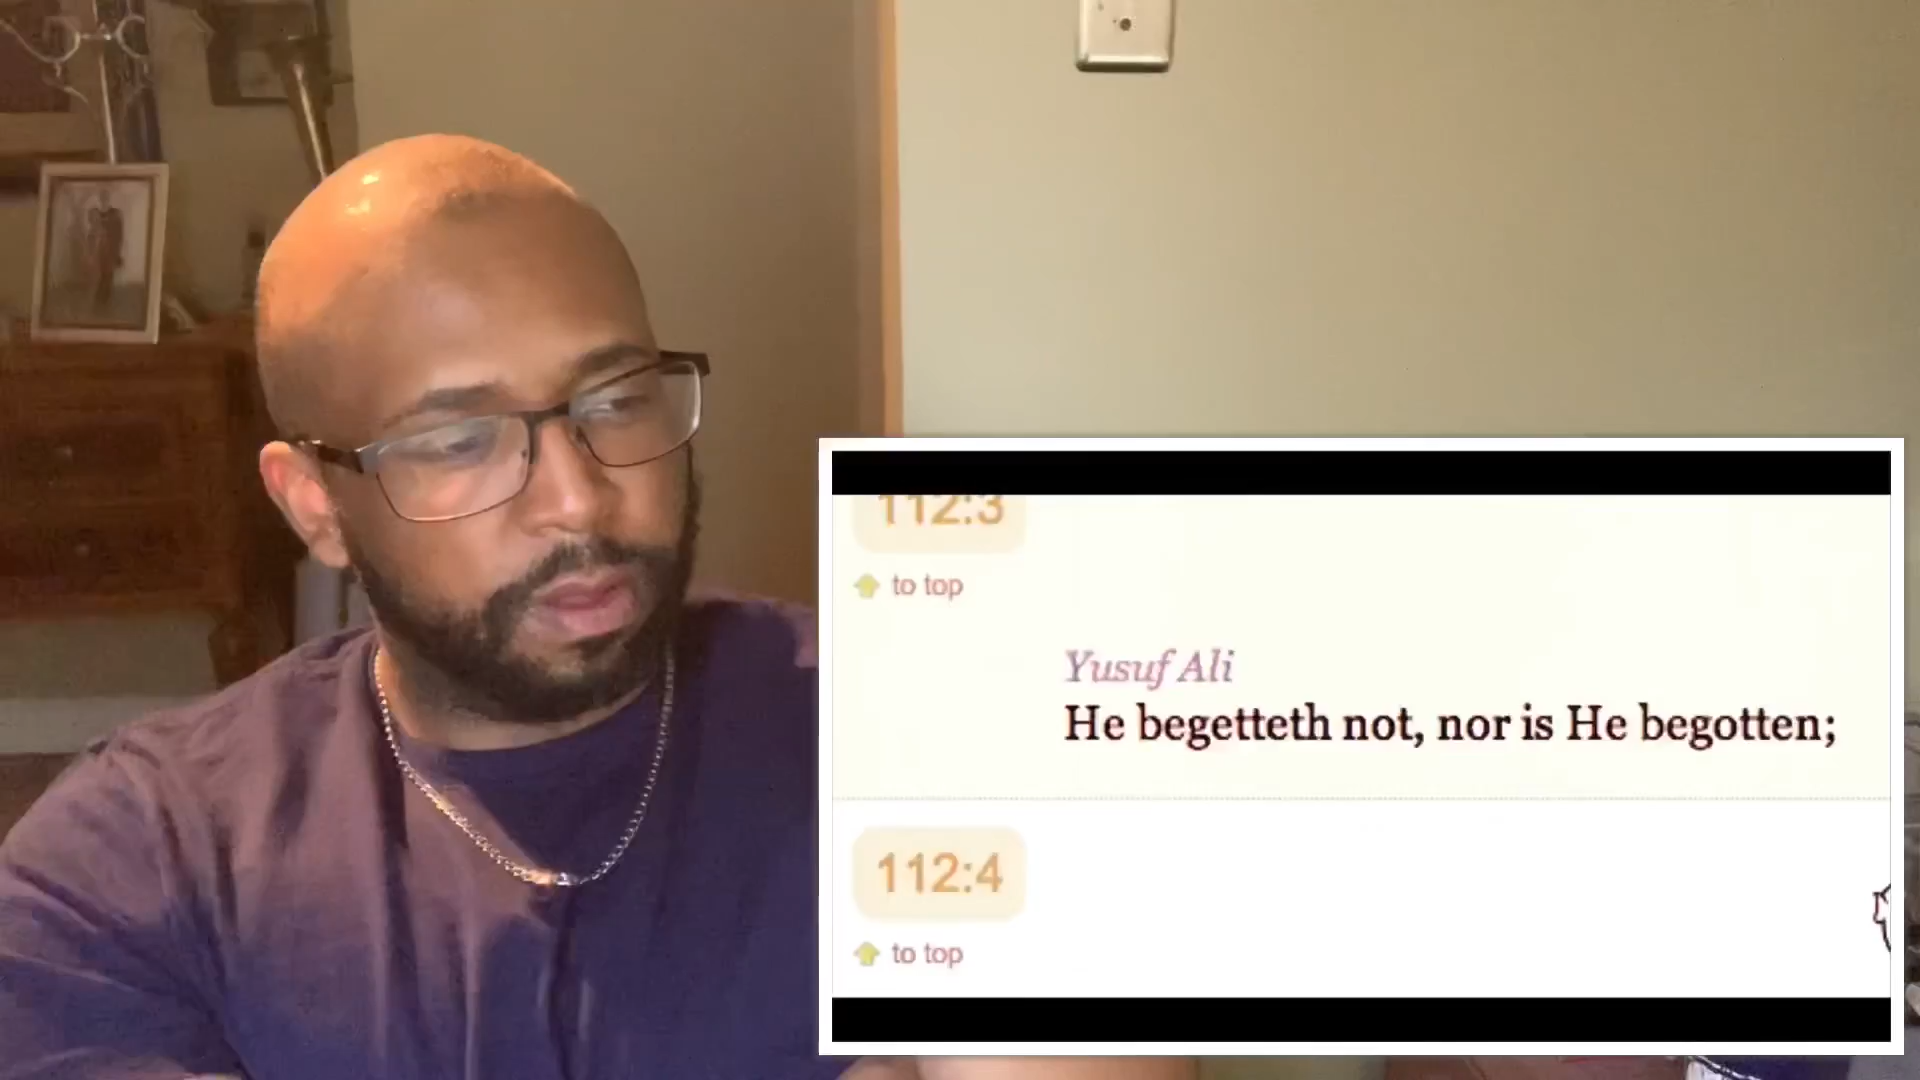 112:3
to top
Yusuf Ali
He begetteth not, nor is He begotten;
112:4
to top